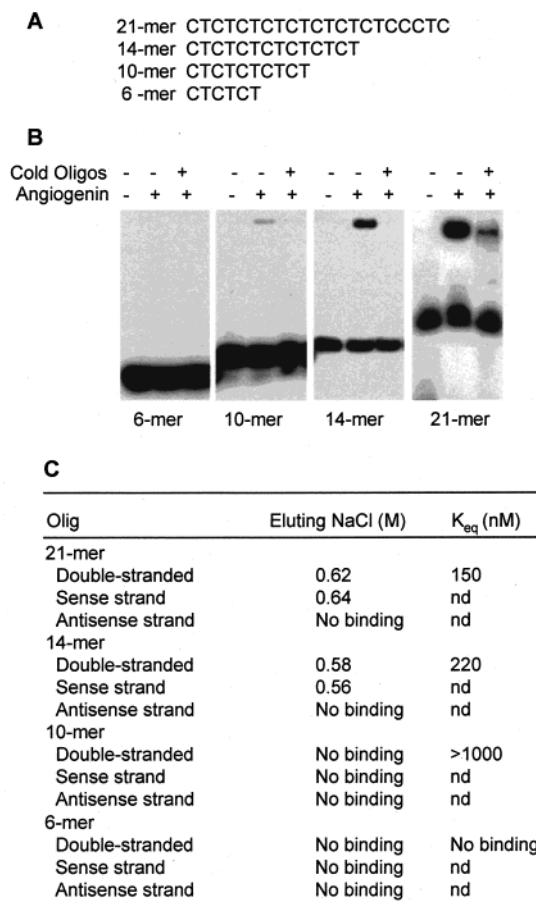 A
21-mer CTCTCTCTCTCTCTCTCTCCCTC
14-mer CTCTCTCTCTCTCT
10-mer CTCTCTCTCT
6 -mer CTCTCT
B
Cold Oligos - - + - - + - - + - - +
Angiogenin - + + - + + - + + - + +
6-mer 10-mer 14-mer 21-mer
C
Olig Eluting NaCl (M) Keq (nM)
21-mer
Double-stranded 0.62 150
Sense strand 0.64 nd
Antisense strand No binding nd
14-mer
Double-stranded 0.58 220
Sense strand 0.56 nd
Antisense strand No binding nd
10-mer
Double-stranded No binding >1000
Sense strand No binding nd
Antisense strand No binding nd
6-mer
Double-stranded No binding No binding
Sense strand No binding nd
Antisense strand No binding nd